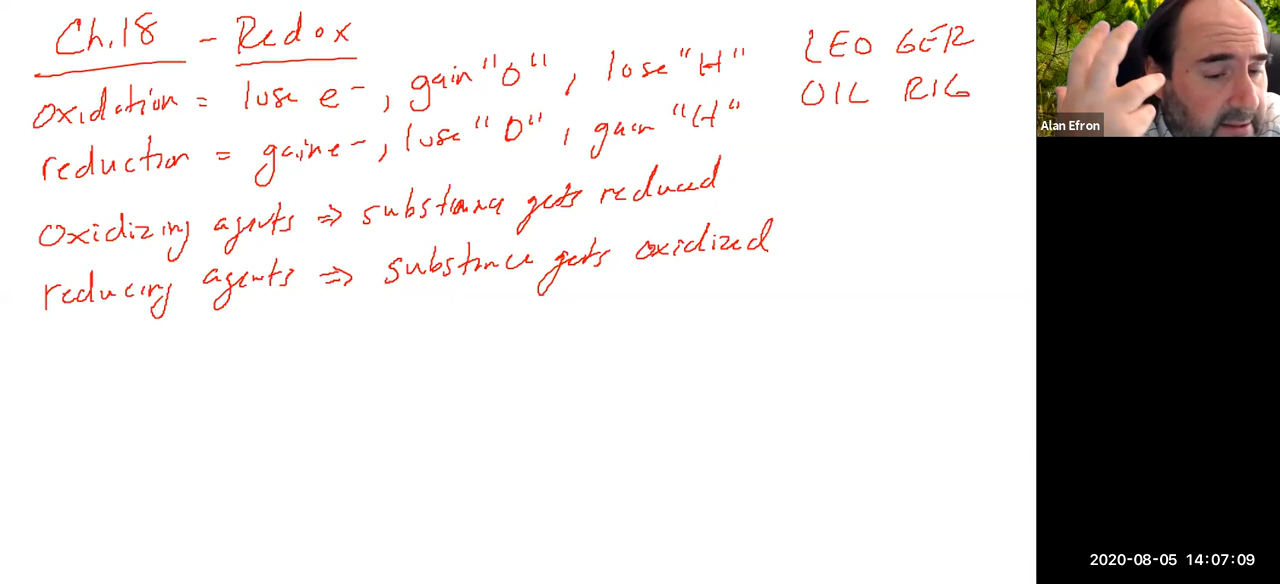 Ch.18 - Redox
LEO GER
OIL RIG
oxidation = lose e-, gain "O", lose "H"
reduction = gain e-, lose "O", gain "H"
oxidizing agents ⇒ substance gets reduced
reducing agents ⇒ substance gets oxidized
Alan Efron
2020-08-05 14:07:09